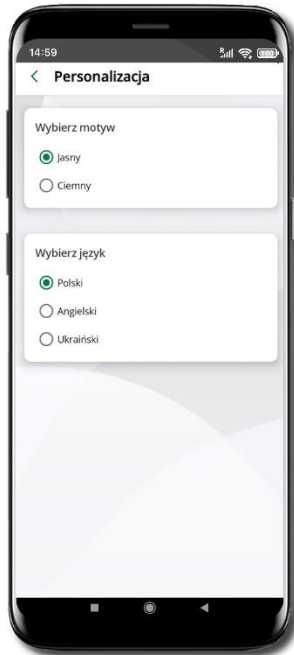 14:59
Personalizacja
Wybierz motyw
Jasny
Ciemny
Wybierz język
Polski
Angielski
Ukraiński